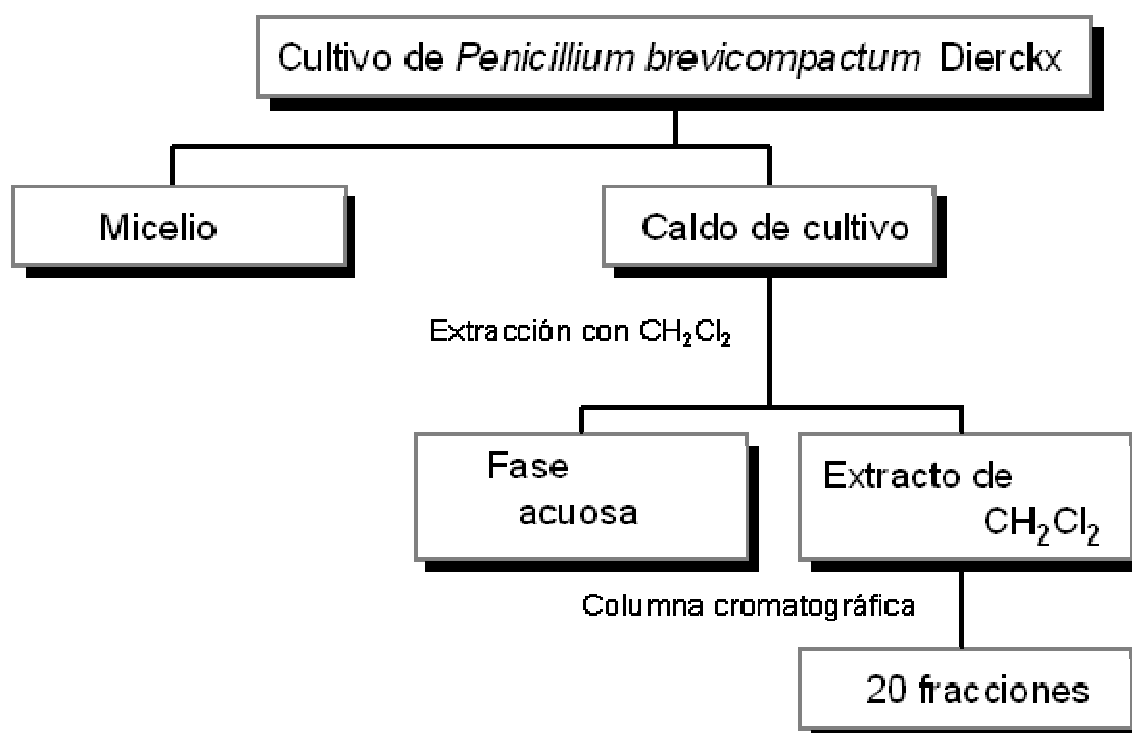 Cultivo de Penicillium brevicompactum Dierckx
Micelio
Caldo de cultivo
Extracción con CH₂Cl₂
Fase
acuosa
Extracto de
CH₂Cl₂
Columna cromatográfica
20 fracciones